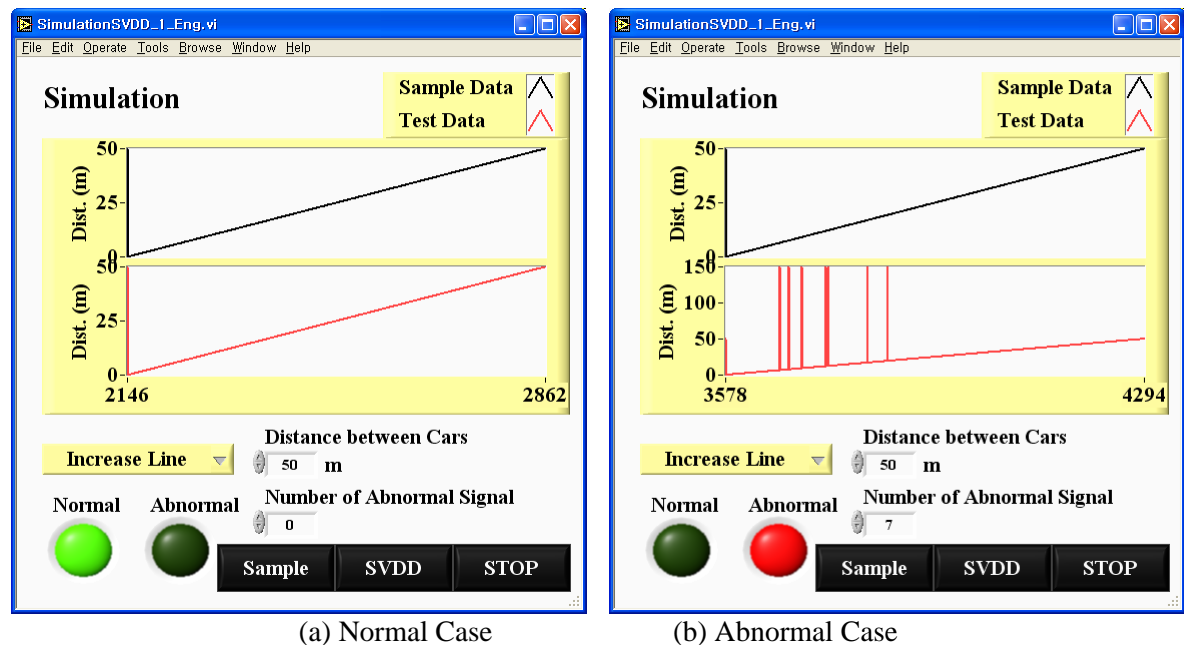 SimulationSVDD_1_Eng.vi
File Edit Operate Tools Browse Window Help
Simulation
Sample Data
Test Data
Dist. (m)
50
25
0
Dist. (m)
50
25
0
2146
2862
Increase Line
Distance between Cars
50 m
Normal
Abnormal
Number of Abnormal Signal
0
Sample
SVDD
STOP
(a) Normal Case
SimulationSVDD_1_Eng.vi
File Edit Operate Tools Browse Window Help
Simulation
Sample Data
Test Data
Dist. (m)
50
25
0
Dist. (m)
150
100
50
0
3578
4294
Increase Line
Distance between Cars
50 m
Normal
Abnormal
Number of Abnormal Signal
7
Sample
SVDD
STOP
(b) Abnormal Case